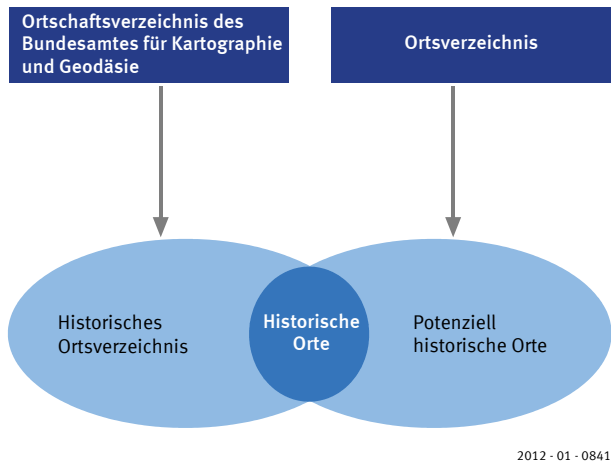 Ortschaftsverzeichnis des
Bundesamtes für Kartographie
und Geodäsie
Ortsverzeichnis
Historisches
Ortsverzeichnis
Historische
Orte
Potenziell
historische Orte
2012 - 01 - 0841